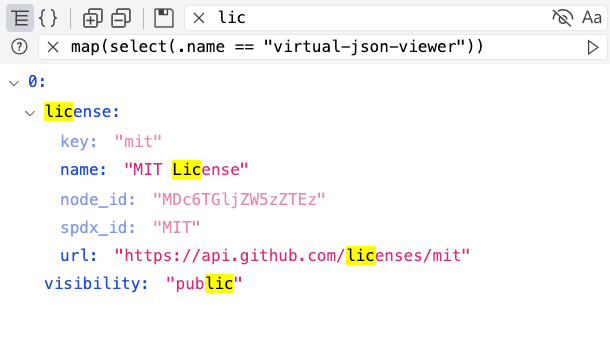 {} lic Aa
? map(select(.name == "virtual-json-viewer"))
0:
license:
key: "mit"
name: "MIT License"
node_id: "MDc6TGljZW5zZTEz"
spdx_id: "MIT"
url: "https://api.github.com/licenses/mit"
visibility: "public"